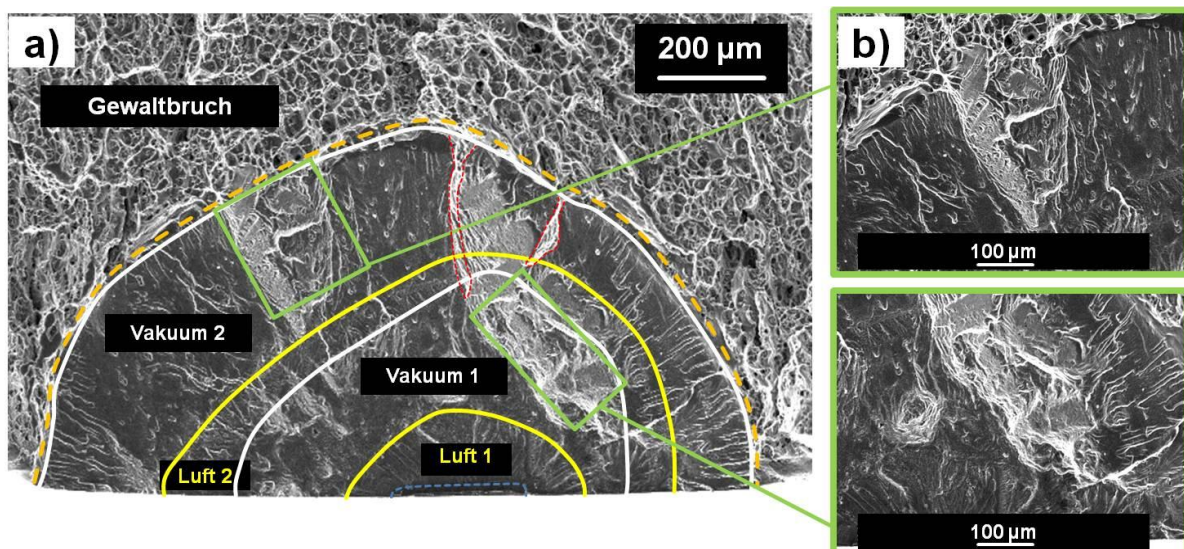 a)
200 µm
Gewaltbruch
Vakuum 2
Vakuum 1
Luft 2
Luft 1
b)
100 µm
100 µm